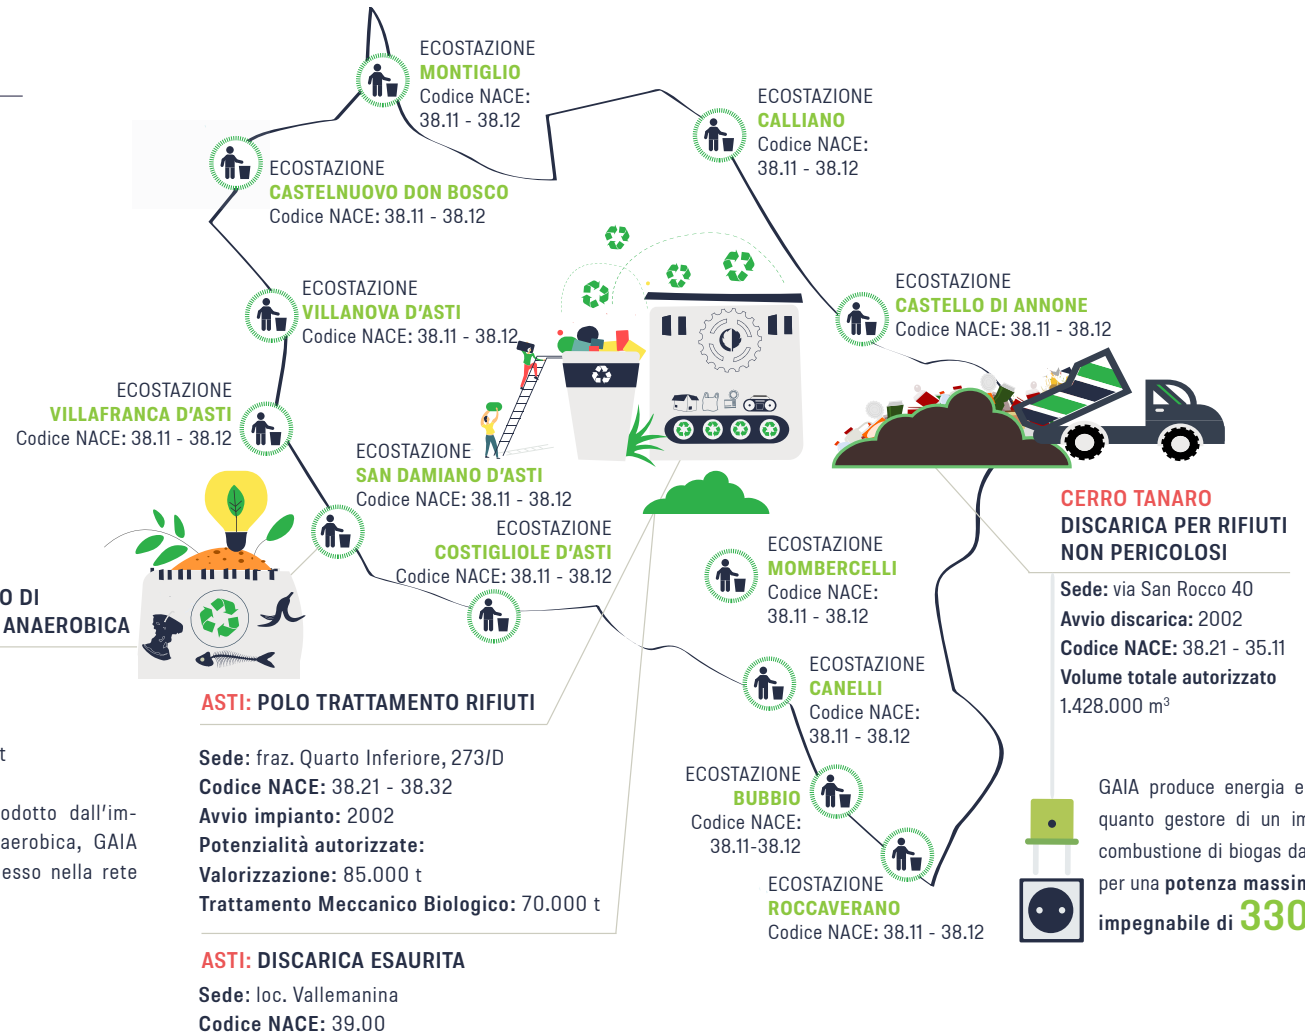 ECOSTAZIONE
MONTIGLIO
Codice NACE:
38.11 - 38.12
ECOSTAZIONE
CALLIANO
Codice NACE:
38.11 - 38.12
ECOSTAZIONE
CASTELNUOVO DON BOSCO
Codice NACE: 38.11 - 38.12
ECOSTAZIONE
VILLANOVA D'ASTI
Codice NACE: 38.11 - 38.12
ECOSTAZIONE
CASTELLO DI ANNONE
Codice NACE: 38.11 - 38.12
ECOSTAZIONE
VILLAFRANCA D'ASTI
Codice NACE: 38.11 - 38.12
ECOSTAZIONE
SAN DAMIANO D'ASTI
Codice NACE: 38.11 - 38.12
ECOSTAZIONE
COSTIGLIOLE D'ASTI
Codice NACE: 38.11 - 38.12
ECOSTAZIONE
MOMBERCELLI
Codice NACE:
38.11 - 38.12
ECOSTAZIONE
CANELLI
Codice NACE:
38.11 - 38.12
ECOSTAZIONE
BUBBIO
Codice NACE:
38.11-38.12
ECOSTAZIONE
ROCCAVERANO
Codice NACE: 38.11 - 38.12
CERRO TANARO
DISCARICA PER RIFIUTI
NON PERICOLOSI
Sede: via San Rocco 40
Avvio discarica: 2002
Codice NACE: 38.21 - 35.11
Volume totale autorizzato
1.428.000 m³
GAIA produce energia e
quanto gestore di un im
combustione di biogas da
per una potenza massim
impegnabile di 330
O DI
ANAEROBICA
t
odotto dall'im-
aerobica, GAIA
esso nella rete
ASTI: POLO TRATTAMENTO RIFIUTI
Sede: fraz. Quarto Inferiore, 273/D
Codice NACE: 38.21 - 38.32
Avvio impianto: 2002
Potenzialità autorizzate:
Valorizzazione: 85.000 t
Trattamento Meccanico Biologico: 70.000 t
ASTI: DISCARICA ESAURITA
Sede: loc. Vallemanina
Codice NACE: 39.00